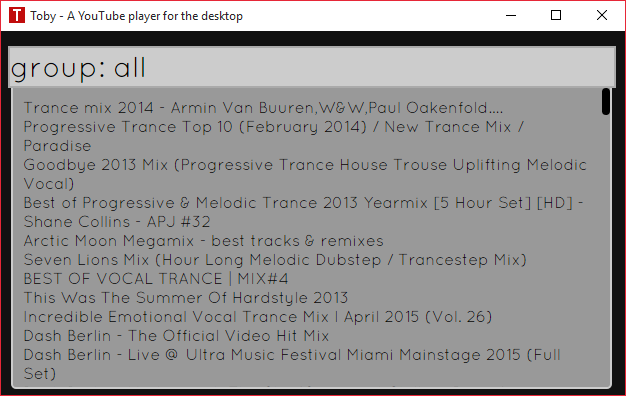 T Toby - A YouTube player for the desktop
group: all
Trance mix 2014 - Armin Van Buuren,W&W,Paul Oakenfold....
Progressive Trance Top 10 (February 2014) / New Trance Mix /
Paradise
Goodbye 2013 Mix (Progressive Trance House Trouse Uplifting Melodic
Vocal)
Best of Progressive & Melodic Trance 2013 Yearmix [5 Hour Set] [HD] -
Shane Collins - APJ #32
Arctic Moon Megamix - best tracks & remixes
Seven Lions Mix (Hour Long Melodic Dubstep / Trancestep Mix)
BEST OF VOCAL TRANCE | MIX#4
This Was The Summer Of Hardstyle 2013
Incredible Emotional Vocal Trance Mix l April 2015 (Vol. 26)
Dash Berlin - The Official Video Hit Mix
Dash Berlin - Live @ Ultra Music Festival Miami Mainstage 2015 (Full
Set)